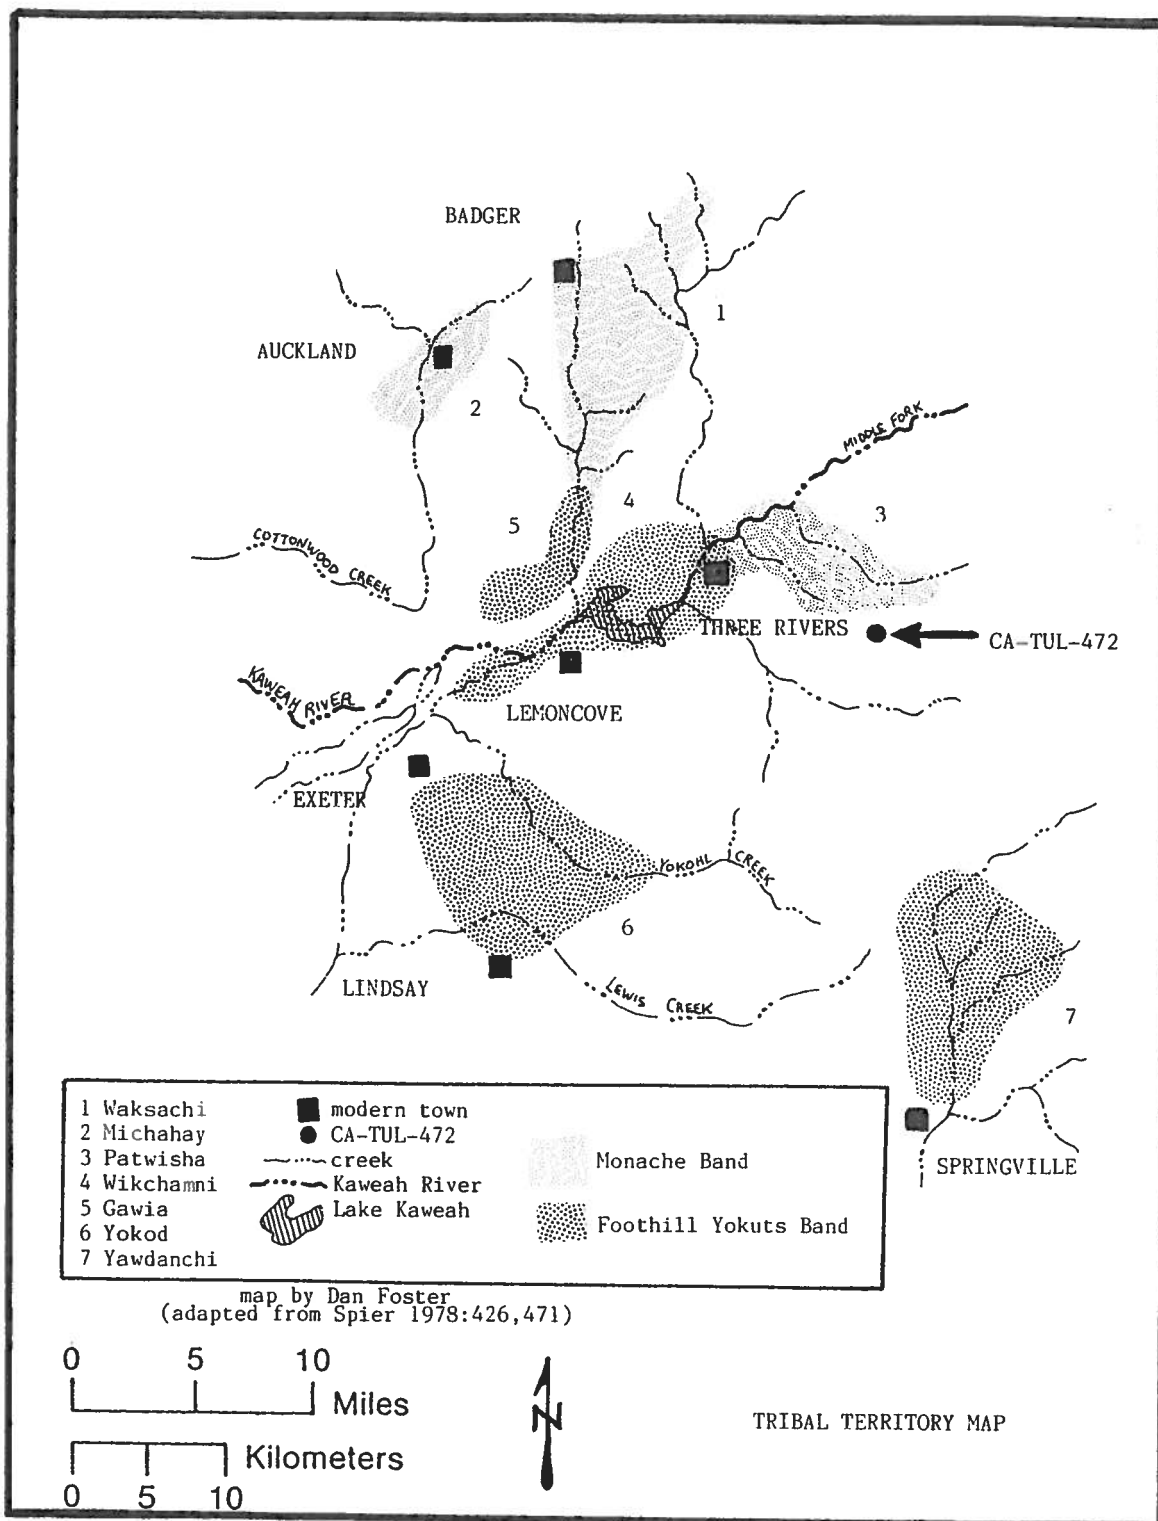 BADGER
1
AUCKLAND
2
MIDDLE FORK
4
3
5
COTTONWOOD CREEK
THREE RIVERS
CA-TUL-472
KAWEAH RIVER
LEMONCOVE
EXETER
YOKOHL CREEK
6
LINDSAY
LEWIS CREEK
7
1 Waksachi
2 Michahay
3 Patwisha
4 Wikchamni
5 Gawia
6 Yokod
7 Yawdanchi
modern town
CA-TUL-472
creek
Kaweah River
Lake Kaweah
Monache Band
Foothill Yokuts Band
SPRINGVILLE
map by Dan Foster
(adapted from Spier 1978:426,471)
0 5 10
Miles
Kilometers
0 5 10
N
TRIBAL TERRITORY MAP